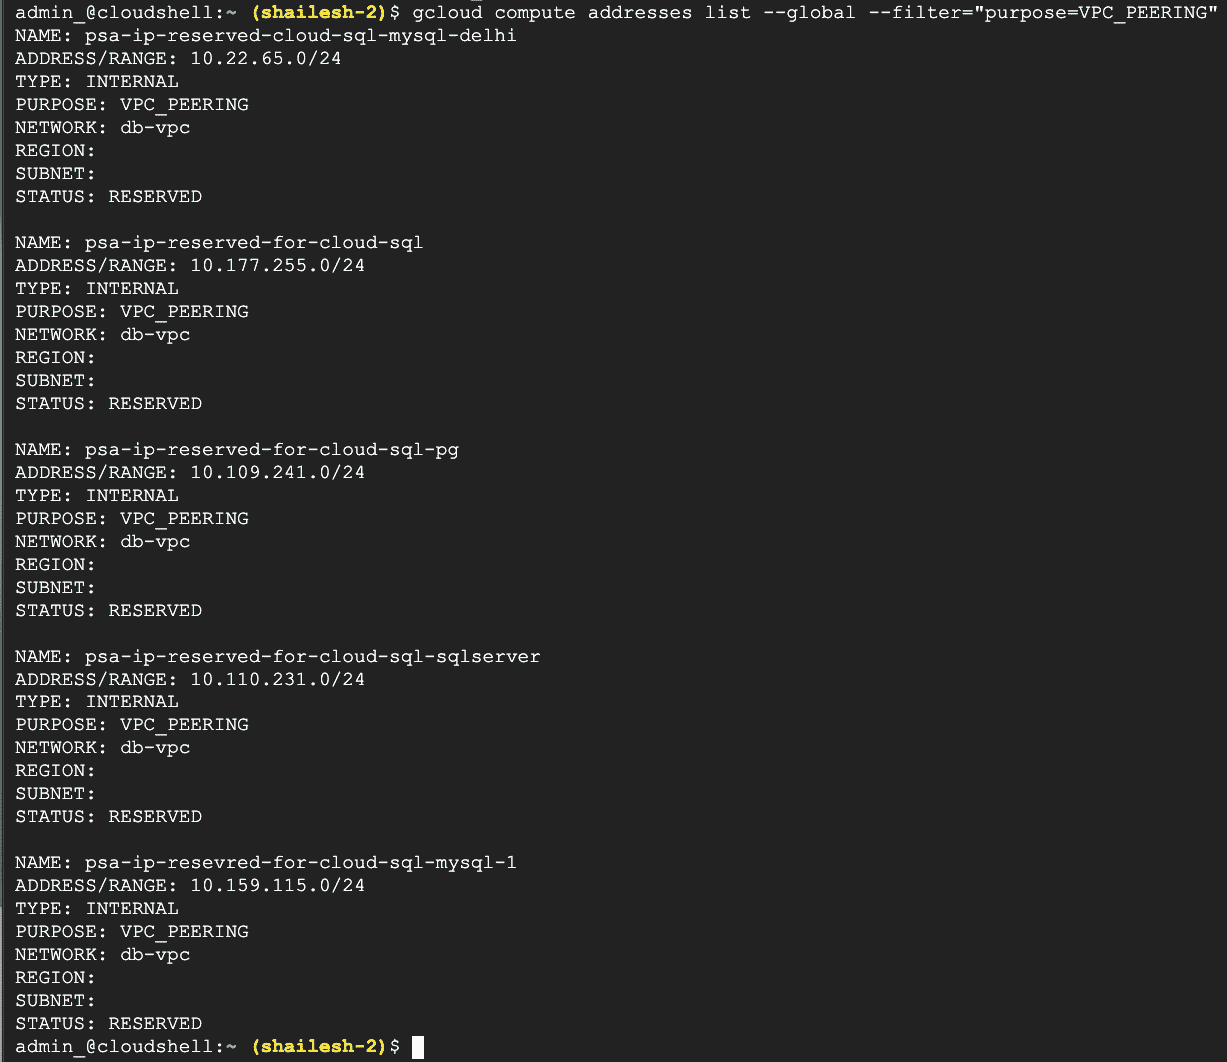 admin_@cloudshell:~ (shailesh-2)$ gcloud compute addresses list --global --filter="purpose=VPC_PEERING"
NAME: psa-ip-reserved-cloud-sql-mysql-delhi
ADDRESS/RANGE: 10.22.65.0/24
TYPE: INTERNAL
PURPOSE: VPC_PEERING
NETWORK: db-vpc
REGION:
SUBNET:
STATUS: RESERVED

NAME: psa-ip-reserved-for-cloud-sql
ADDRESS/RANGE: 10.177.255.0/24
TYPE: INTERNAL
PURPOSE: VPC_PEERING
NETWORK: db-vpc
REGION:
SUBNET:
STATUS: RESERVED

NAME: psa-ip-reserved-for-cloud-sql-pg
ADDRESS/RANGE: 10.109.241.0/24
TYPE: INTERNAL
PURPOSE: VPC_PEERING
NETWORK: db-vpc
REGION:
SUBNET:
STATUS: RESERVED

NAME: psa-ip-reserved-for-cloud-sql-sqlserver
ADDRESS/RANGE: 10.110.231.0/24
TYPE: INTERNAL
PURPOSE: VPC_PEERING
NETWORK: db-vpc
REGION:
SUBNET:
STATUS: RESERVED

NAME: psa-ip-resevred-for-cloud-sql-mysql-1
ADDRESS/RANGE: 10.159.115.0/24
TYPE: INTERNAL
PURPOSE: VPC_PEERING
NETWORK: db-vpc
REGION:
SUBNET:
STATUS: RESERVED
admin_@cloudshell:~ (shailesh-2)$